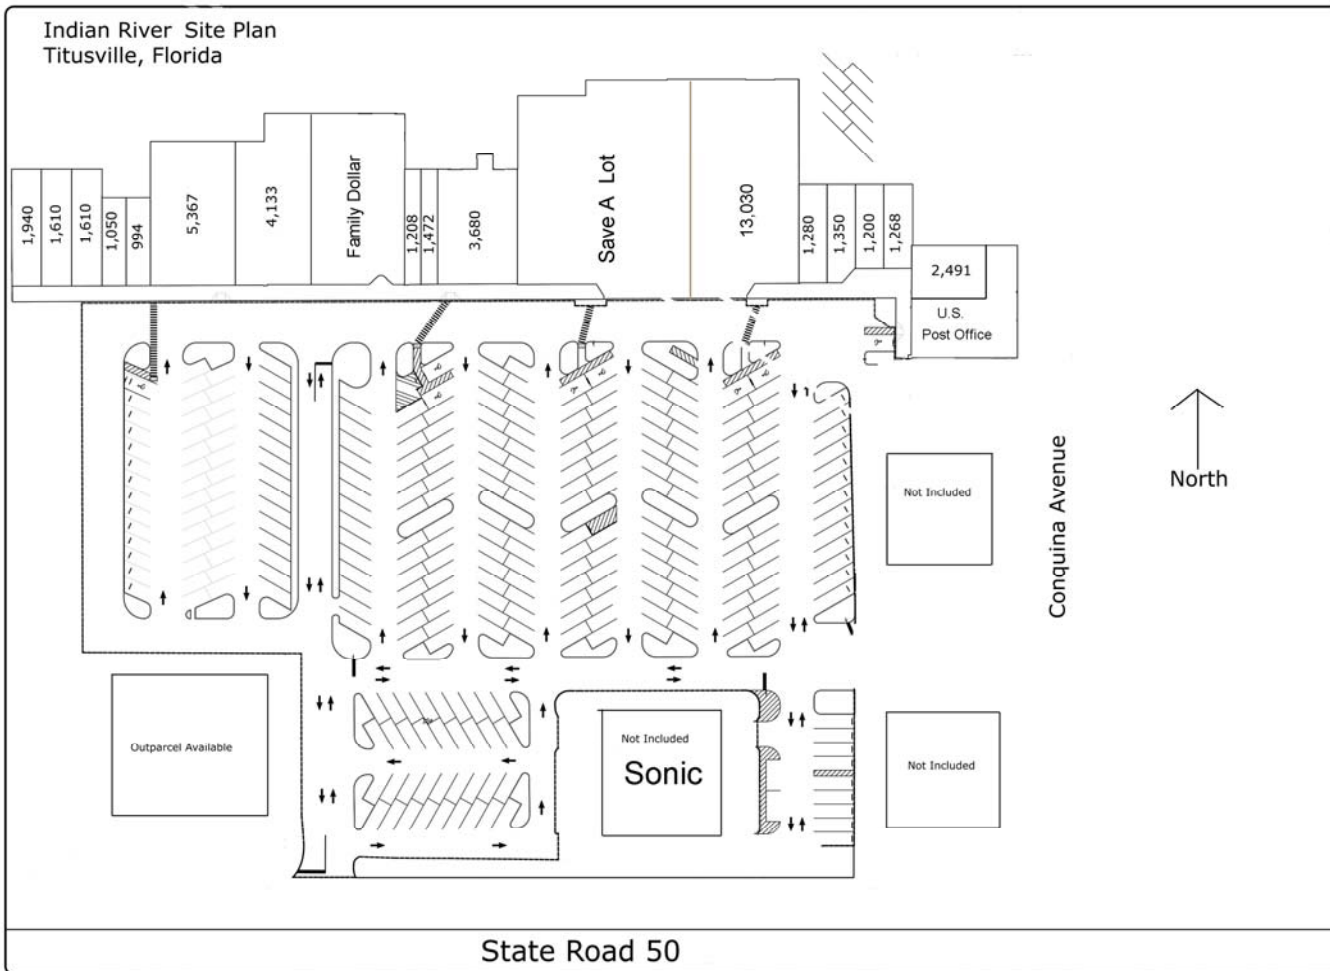 Indian River Site Plan
Titusville, Florida
1,940
1,610
1,610
1,050
994
5,367
4,133
Family Dollar
1,208
1,472
3,680
Save A Lot
13,030
1,280
1,350
1,200
1,268
2,491
U.S.
Post Office
Not Included
Conquina Avenue
North
Outparcel Available
Not Included
Sonic
Not Included
State Road 50